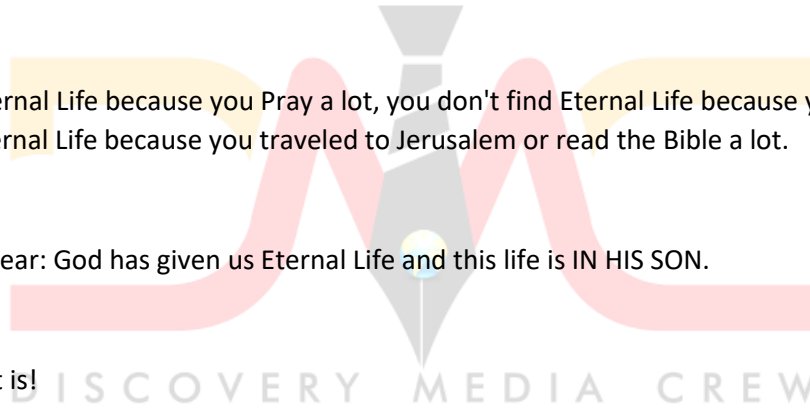 ernal Life because you Pray a lot, you don't find Eternal Life because
ernal Life because you traveled to Jerusalem or read the Bible a lot.
ear: God has given us Eternal Life and this life is IN HIS SON.
is!
DISCOVERY MEDIA CREW